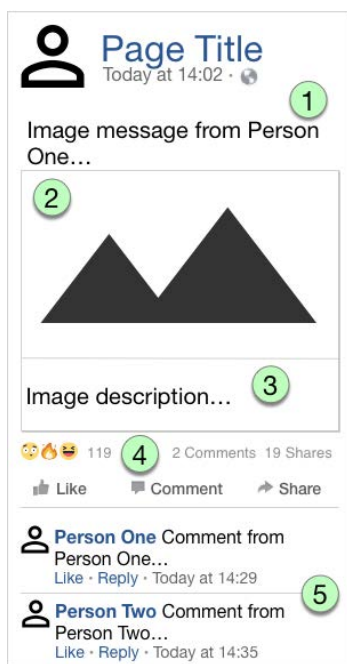 Page Title
Today at 14:02 ·
1
Image message from Person
One…
2
Image description…
3
119
4
2 Comments 19 Shares
Like Comment Share
Person One Comment from
Person One…
Like · Reply · Today at 14:29
5
Person Two Comment from
Person Two…
Like · Reply · Today at 14:35